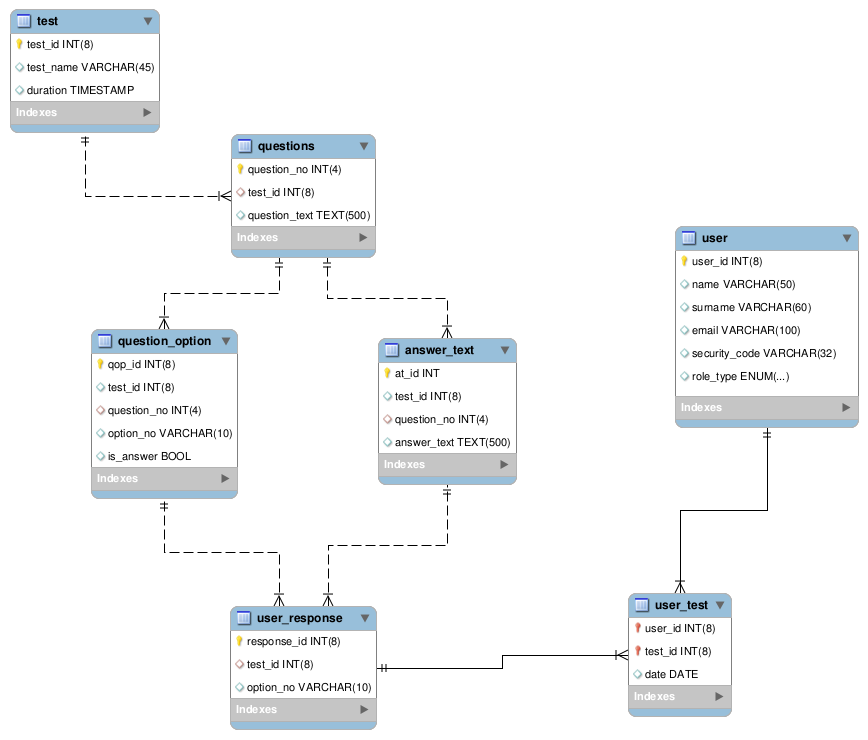 test
test_id INT(8)
test_name VARCHAR(45)
duration TIMESTAMP
Indexes
questions
question_no INT(4)
test_id INT(8)
question_text TEXT(500)
Indexes
user
user_id INT(8)
name VARCHAR(50)
surname VARCHAR(60)
email VARCHAR(100)
security_code VARCHAR(32)
role_type ENUM(...)
Indexes
question_option
qop_id INT(8)
test_id INT(8)
question_no INT(4)
option_no VARCHAR(10)
is_answer BOOL
Indexes
answer_text
at_id INT
test_id INT(8)
question_no INT(4)
answer_text TEXT(500)
Indexes
user_response
response_id INT(8)
test_id INT(8)
option_no VARCHAR(10)
Indexes
user_test
user_id INT(8)
test_id INT(8)
date DATE
Indexes